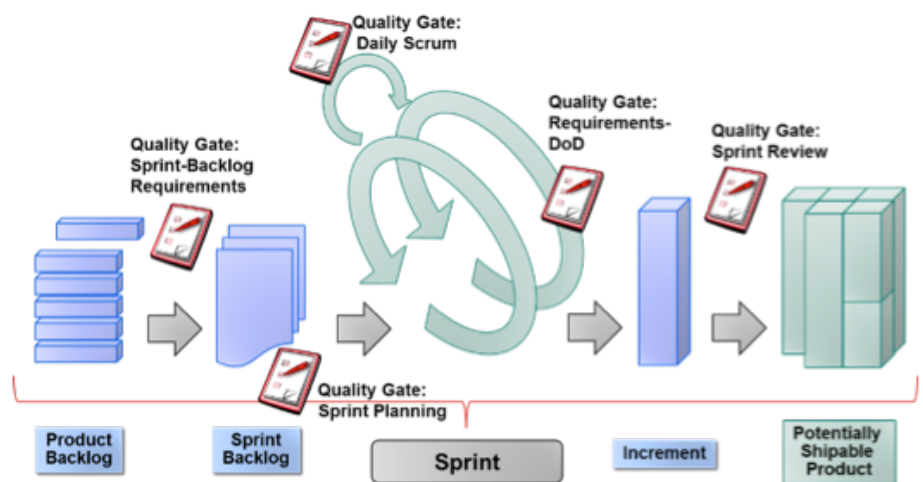 Quality Gate:
Daily Scrum
Quality Gate:
Requirements-
DoD
Quality Gate:
Sprint Review
Quality Gate:
Sprint-Backlog
Requirements
Quality Gate:
Sprint Planning
Product
Backlog
Sprint
Backlog
Sprint
Increment
Potentially
Shipable
Product